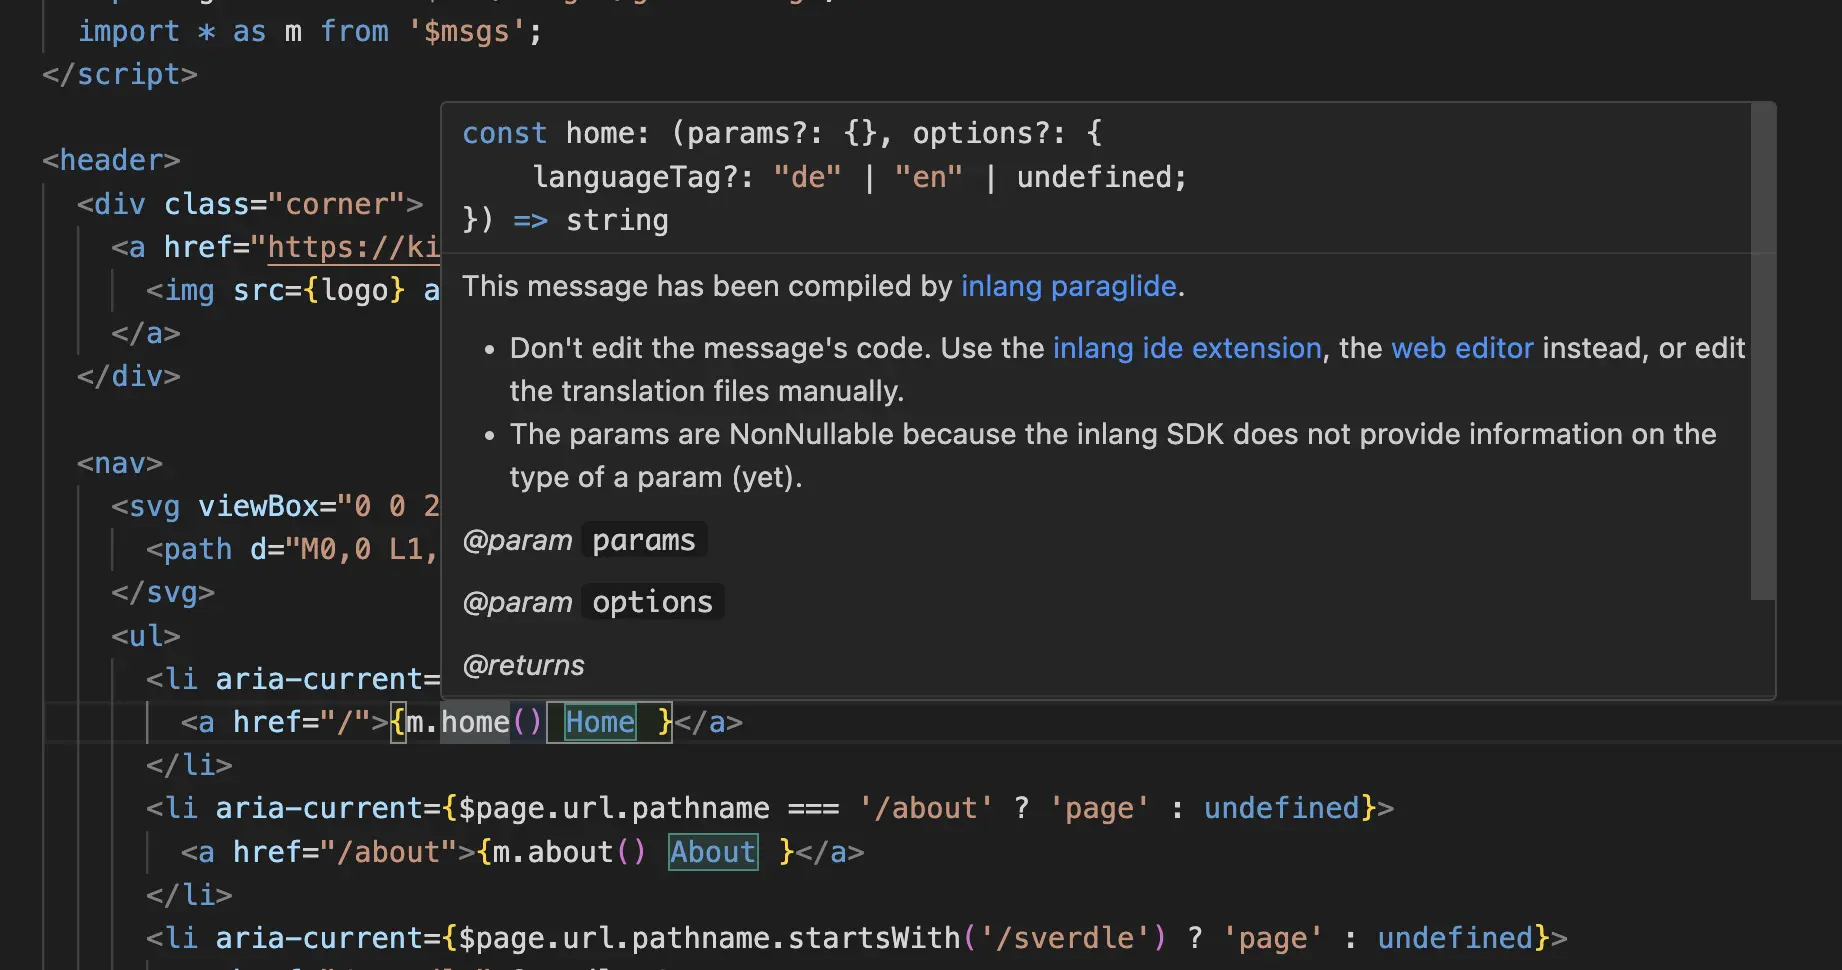 import * as m from '$msgs';
</script>
<header>
<div class="corner">
<a href="https://ki
<img src={logo} a
</a>
</div>
<nav>
<svg viewBox="0 0 2
<path d="M0,0 L1,
</svg>
<ul>
<li aria-current=
const home: (params?: {}, options?: {
languageTag?: "de" | "en" | undefined;
}) => string
This message has been compiled by inlang paraglide.
• Don't edit the message's code. Use the inlang ide extension, the web editor instead, or edit
the translation files manually.
• The params are NonNullable because the inlang SDK does not provide information on the
type of a param (yet).
@param params
@param options
@returns
<a href="/">{m.home() Home }</a>
</li>
<li aria-current={$page.url.pathname === '/about' ? 'page' : undefined}>
<a href="/about">{m.about() About }</a>
</li>
<li aria-current={$page.url.pathname.startsWith('/sverdle') ? 'page' : undefined}>